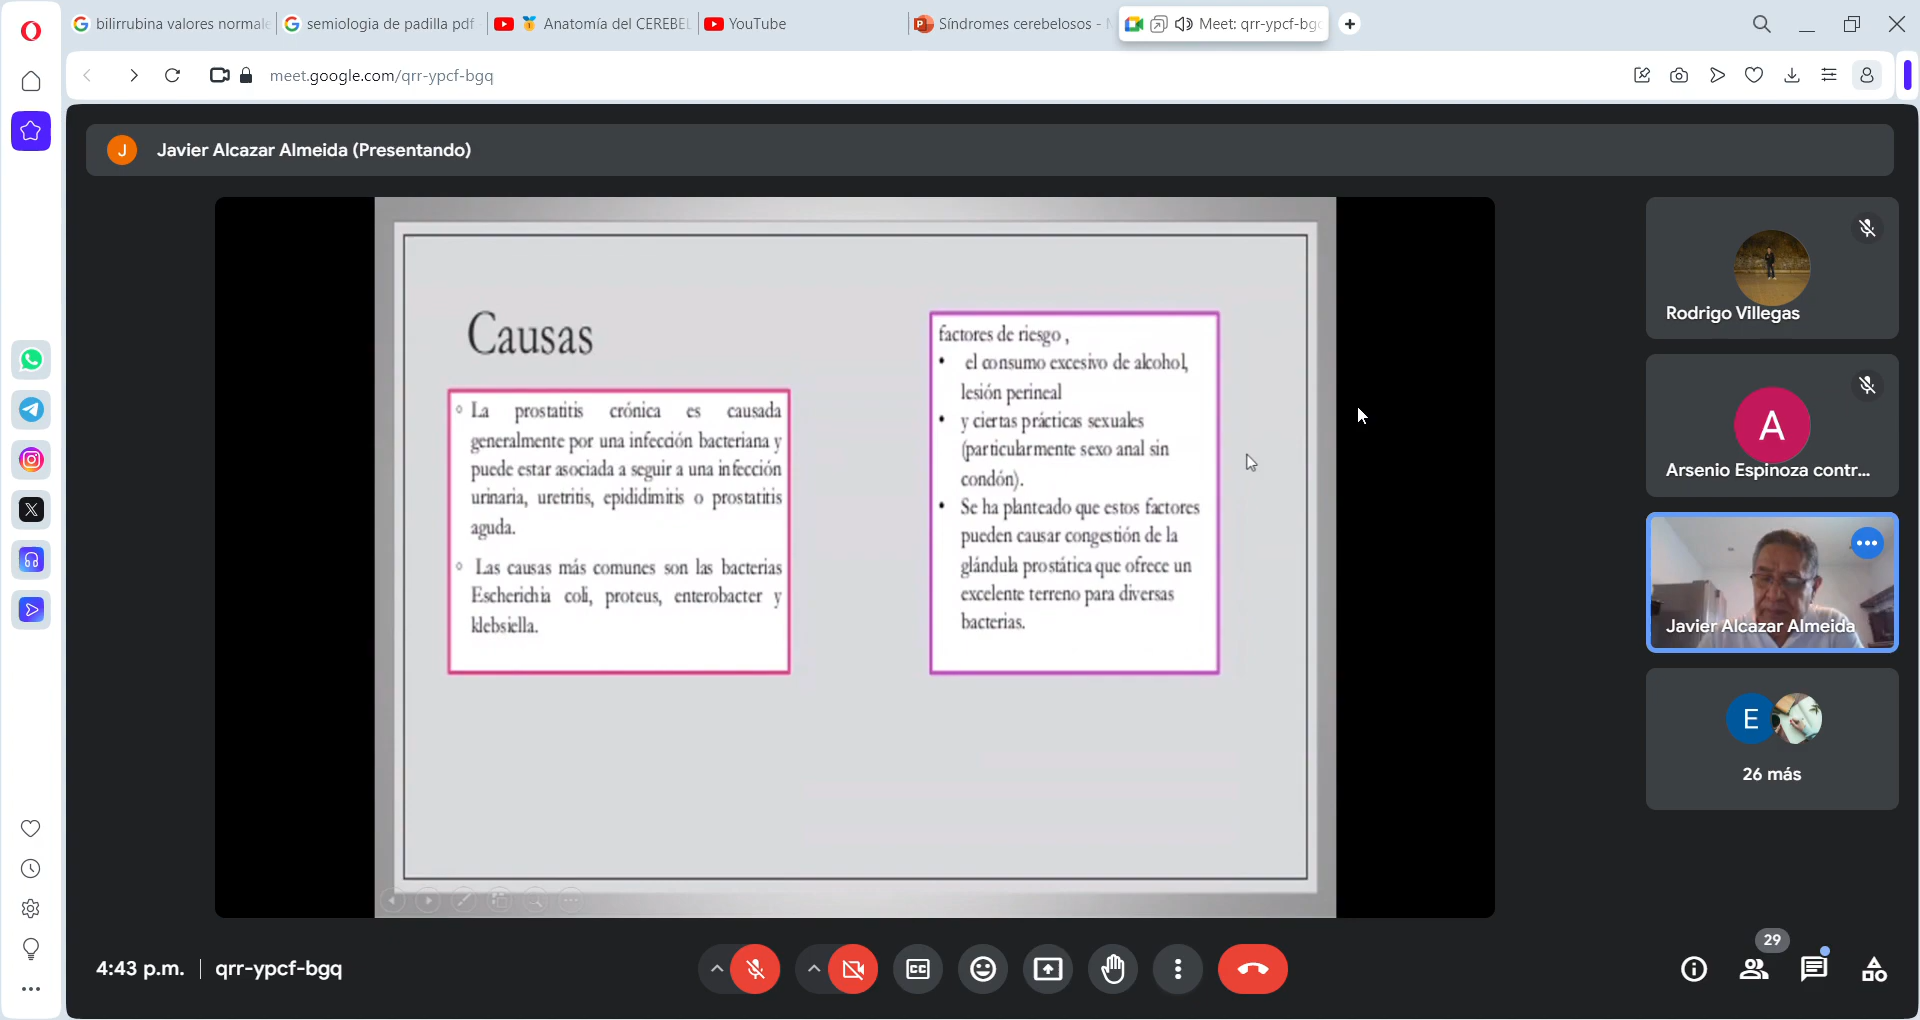 bilirrubina valores normale
semiologia de padilla pdf
Anatomía del CEREBEL
YouTube
Síndromes cerebelosos -
Meet: qrr-ypcf-bgq
meet.google.com/qrr-ypcf-bgq
J
Javier Alcazar Almeida (Presentando)
Causas
◦ La prostatitis crónica es causada
generalmente por una infección bacteriana y
puede estar asociada a seguir a una infección
urinaria, uretritis, epididimitis o prostatitis
aguda.
◦ Las causas más comunes son las bacterias
Escherichia coli, proteus, enterobacter y
klebsiella.
factores de riesgo ,
• el consumo excesivo de alcohol,
lesión perineal
• y ciertas prácticas sexuales
(particularmente sexo anal sin
condón).
• Se ha planteado que estos factores
pueden causar congestión de la
glándula prostática que ofrece un
excelente terreno para diversas
bacterias.
Rodrigo Villegas
A
Arsenio Espinoza contr...
Javier Alcazar Almeida
E
26 más
4:43 p.m. | qrr-ypcf-bgq
CC
29